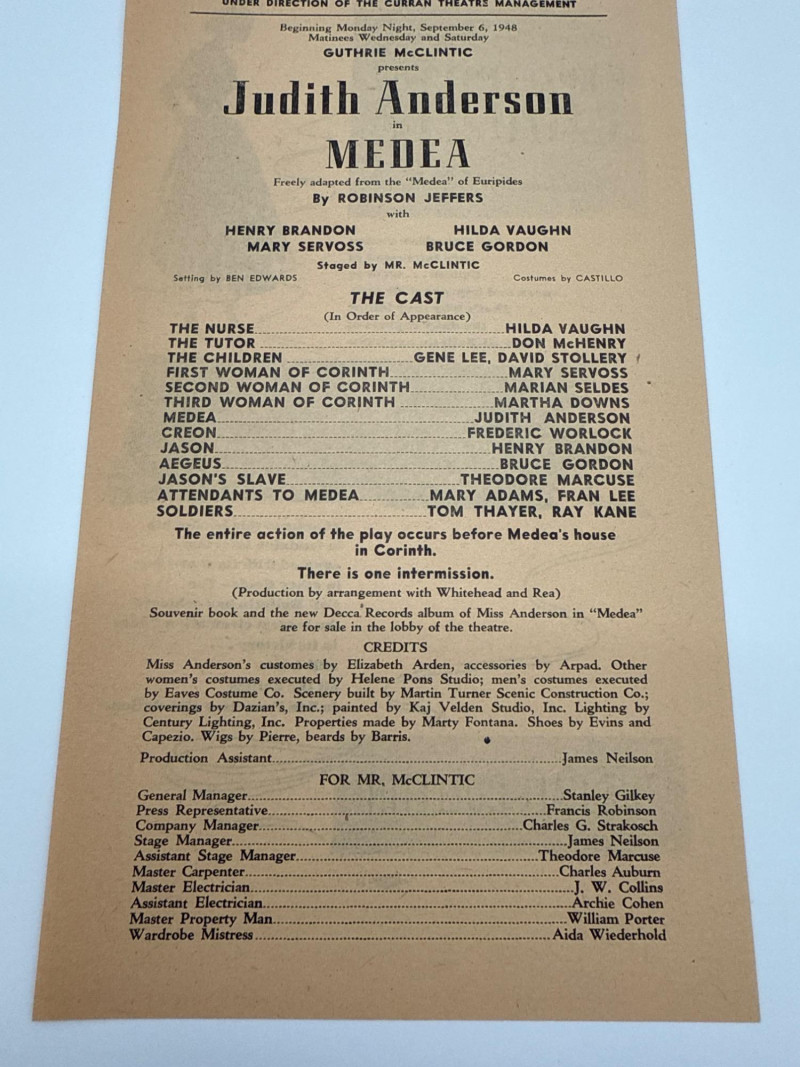 UNDER DIRECTION OF THE CURRAN THEATRE MANAGEMENT
Beginning Monday Night, September 6, 1948
Matinees Wednesday and Saturday
GUTHRIE McCLINTIC
presents
Judith Anderson
in
MEDEA
Freely adapted from the "Medea" of Euripides
By ROBINSON JEFFERS
with
HENRY BRANDON HILDA VAUGHN
MARY SERVOSS BRUCE GORDON
Staged by MR. McCLINTIC
Setting by BEN EDWARDS Costumes by CASTILLO
THE CAST
(In Order of Appearance)
THE NURSE HILDA VAUGHN
THE TUTOR DON McHENRY
THE CHILDREN GENE LEE, DAVID STOLLERY
FIRST WOMAN OF CORINTH MARY SERVOSS
SECOND WOMAN OF CORINTH MARIAN SELDES
THIRD WOMAN OF CORINTH MARTHA DOWNS
MEDEA JUDITH ANDERSON
CREON FREDERIC WORLOCK
JASON HENRY BRANDON
AEGEUS BRUCE GORDON
JASON'S SLAVE THEODORE MARCUSE
ATTENDANTS TO MEDEA MARY ADAMS, FRAN LEE
SOLDIERS TOM THAYER, RAY KANE
The entire action of the play occurs before Medea's house
in Corinth.
There is one intermission.
(Production by arrangement with Whitehead and Rea)
Souvenir book and the new Decca Records album of Miss Anderson in "Medea"
are for sale in the lobby of the theatre.
CREDITS
Miss Anderson's customes by Elizabeth Arden, accessories by Arpad. Other
women's costumes executed by Helene Pons Studio; men's costumes executed
by Eaves Costume Co. Scenery built by Martin Turner Scenic Construction Co.;
coverings by Dazian's, Inc.; painted by Kaj Velden Studio, Inc. Lighting by
Century Lighting, Inc. Properties made by Marty Fontana. Shoes by Evins and
Capezio. Wigs by Pierre, beards by Barris.
Production Assistant James Neilson
FOR MR. McCLINTIC
General Manager Stanley Gilkey
Press Representative Francis Robinson
Company Manager Charles G. Strakosch
Stage Manager James Neilson
Assistant Stage Manager Theodore Marcuse
Master Carpenter Charles Auburn
Master Electrician J. W. Collins
Assistant Electrician Archie Cohen
Master Property Man William Porter
Wardrobe Mistress Aida Wiederhold